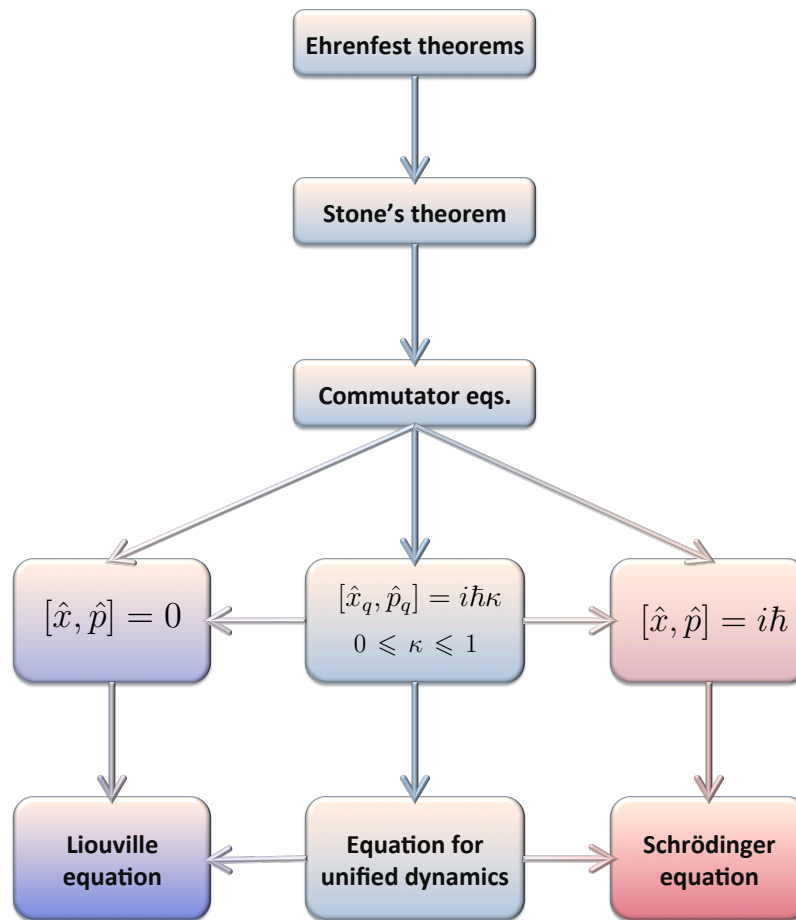 Ehrenfest theorems
Stone’s theorem
Commutator eqs.
[x̂, p̂] = 0
[x̂_q, p̂_q] = iħκ
0 ⩽ κ ⩽ 1
[x̂, p̂] = iħ
Liouville
equation
Equation for
unified dynamics
Schrödinger
equation